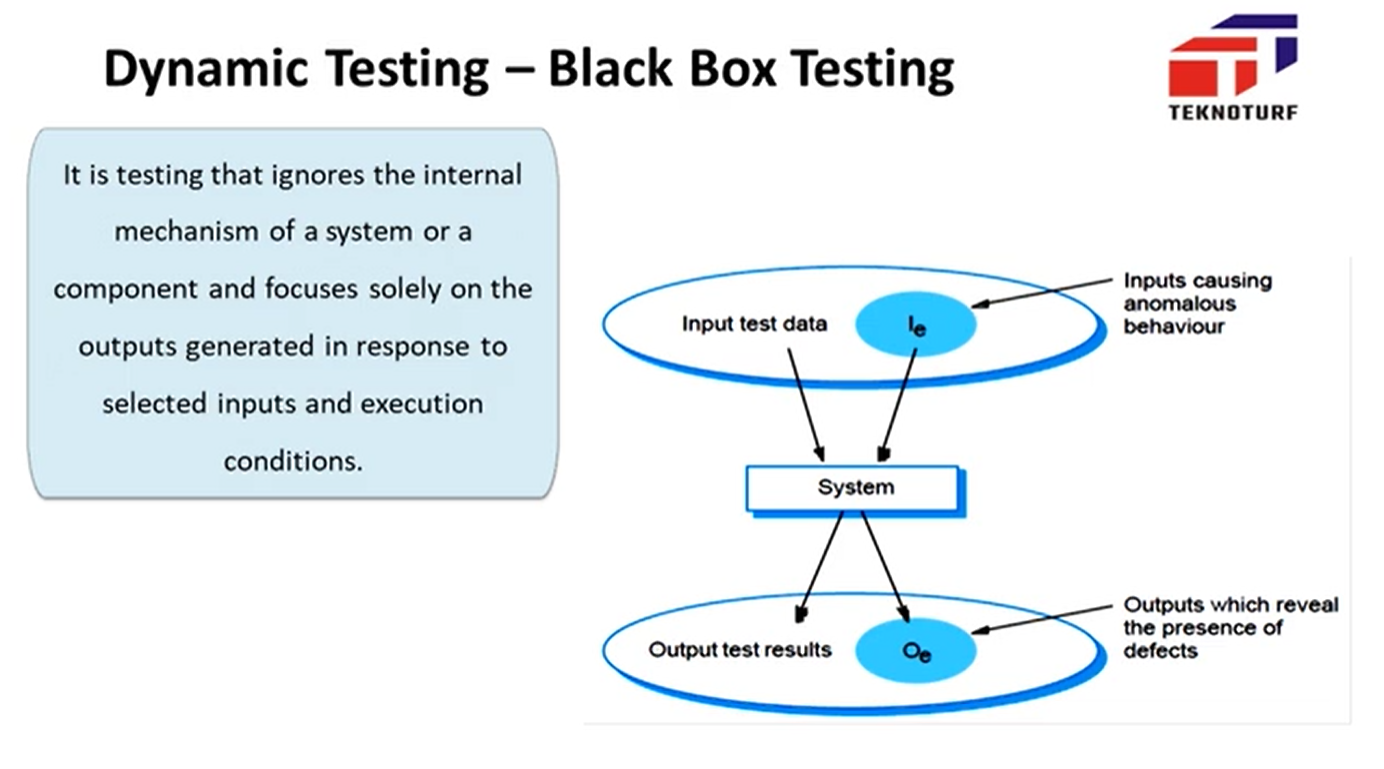 Dynamic Testing – Black Box Testing
TEKNOTURF
It is testing that ignores the internal
mechanism of a system or a
component and focuses solely on the
outputs generated in response to
selected inputs and execution
conditions.
Inputs causing
anomalous
behaviour
Input test data
Ie
System
Outputs which reveal
the presence of
defects
Output test results
Oe